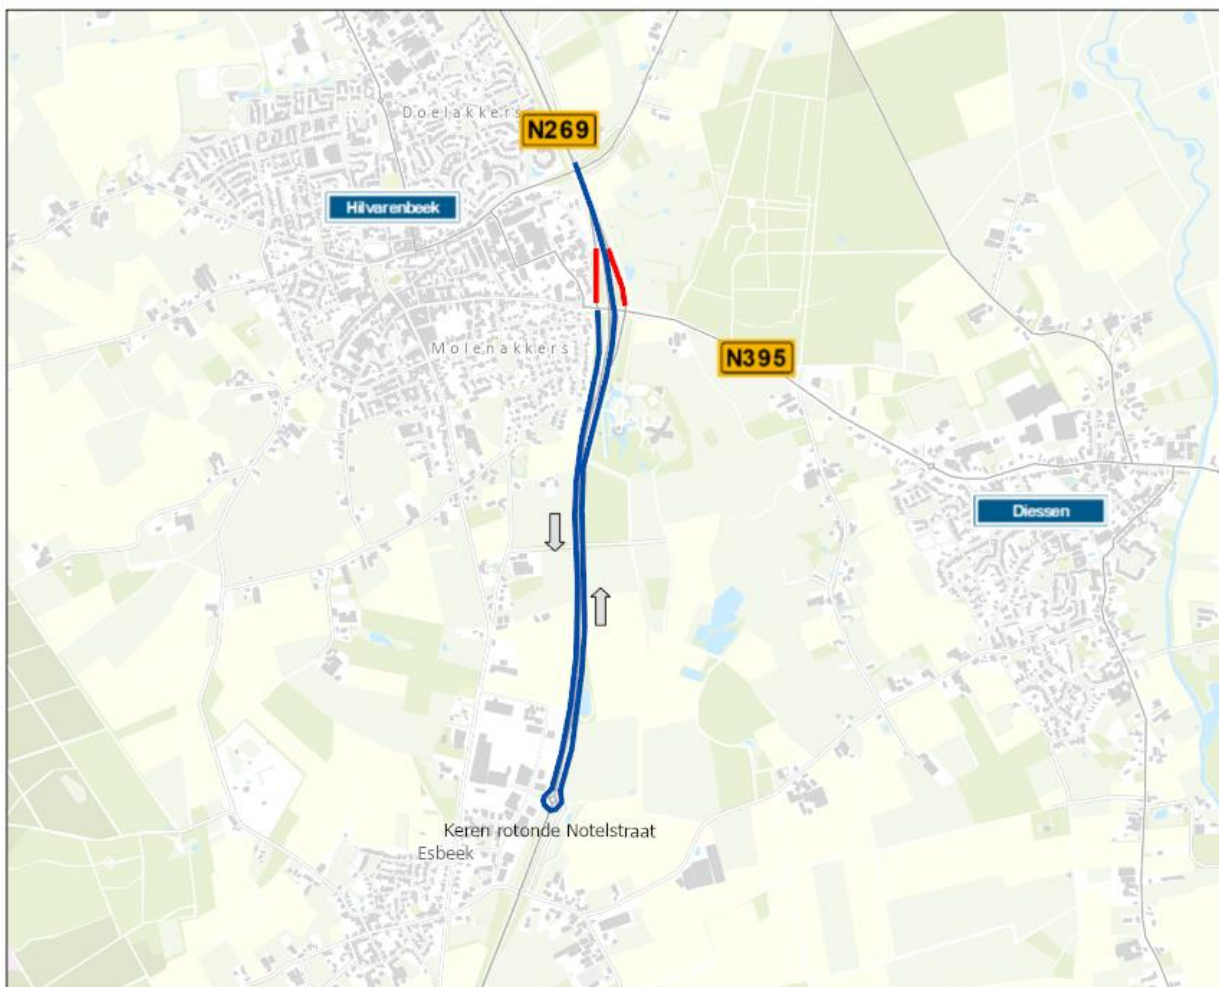 Doelakkers
N269
Hilvarenbeek
Molenakkers
N395
Diessen
Keren rotonde Notelstraat
Esbeek